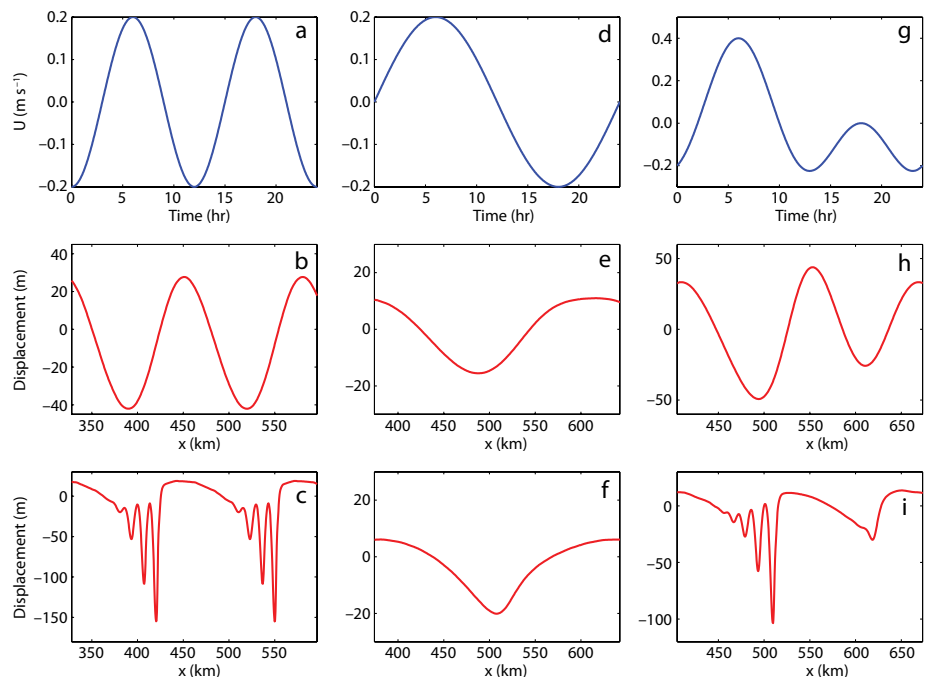 a
0.2
0.1
0.0
−0.1
−0.2
U (m s⁻¹)
0 5 10 15 20
Time (hr)
d
0.2
0.1
0.0
−0.1
−0.2
0 5 10 15 20
Time (hr)
g
0.4
0.2
0.0
−0.2
0 5 10 15 20
Time (hr)
b
40
20
0
−20
−40
Displacement (m)
350 400 450 500 550
x (km)
e
20
0
−20
400 450 500 550 600
x (km)
h
50
0
−50
450 500 550 600 650
x (km)
c
0
−50
−100
−150
Displacement (m)
350 400 450 500 550
x (km)
f
20
0
−20
400 450 500 550 600
x (km)
i
0
−50
−100
450 500 550 600 650
x (km)